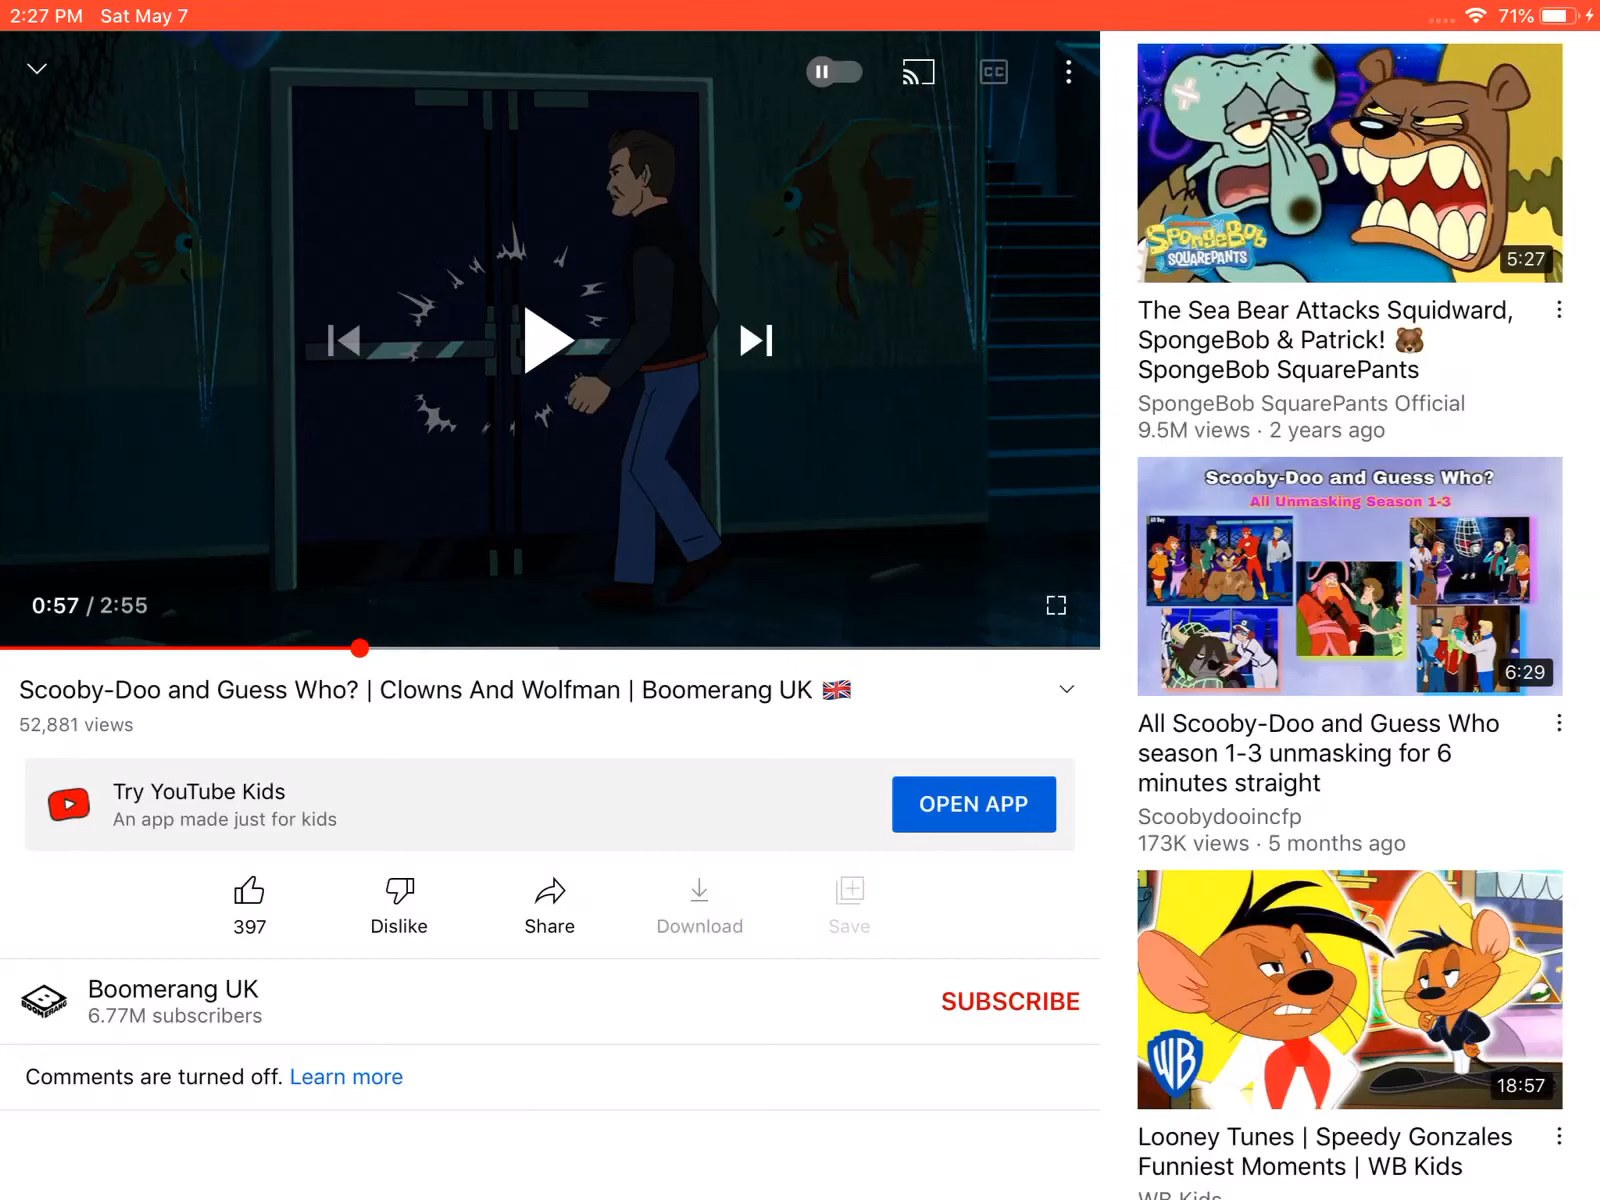 2:27 PM Sat May 7
71%
CC
0:57 / 2:55
Scooby-Doo and Guess Who? | Clowns And Wolfman | Boomerang UK 🇬🇧
52,881 views
Try YouTube Kids
An app made just for kids
OPEN APP
397
Dislike
Share
Download
Save
BOOMERANG
Boomerang UK
6.77M subscribers
SUBSCRIBE
Comments are turned off. Learn more
SpongeBob
SQUAREPANTS
5:27
The Sea Bear Attacks Squidward,
SpongeBob & Patrick! 🐻
SpongeBob SquarePants
SpongeBob SquarePants Official
9.5M views · 2 years ago
Scooby-Doo and Guess Who?
All Unmasking Season 1-3
6:29
All Scooby-Doo and Guess Who
season 1-3 unmasking for 6
minutes straight
Scoobydooincfp
173K views · 5 months ago
WB
18:57
Looney Tunes | Speedy Gonzales
Funniest Moments | WB Kids
WB Kids